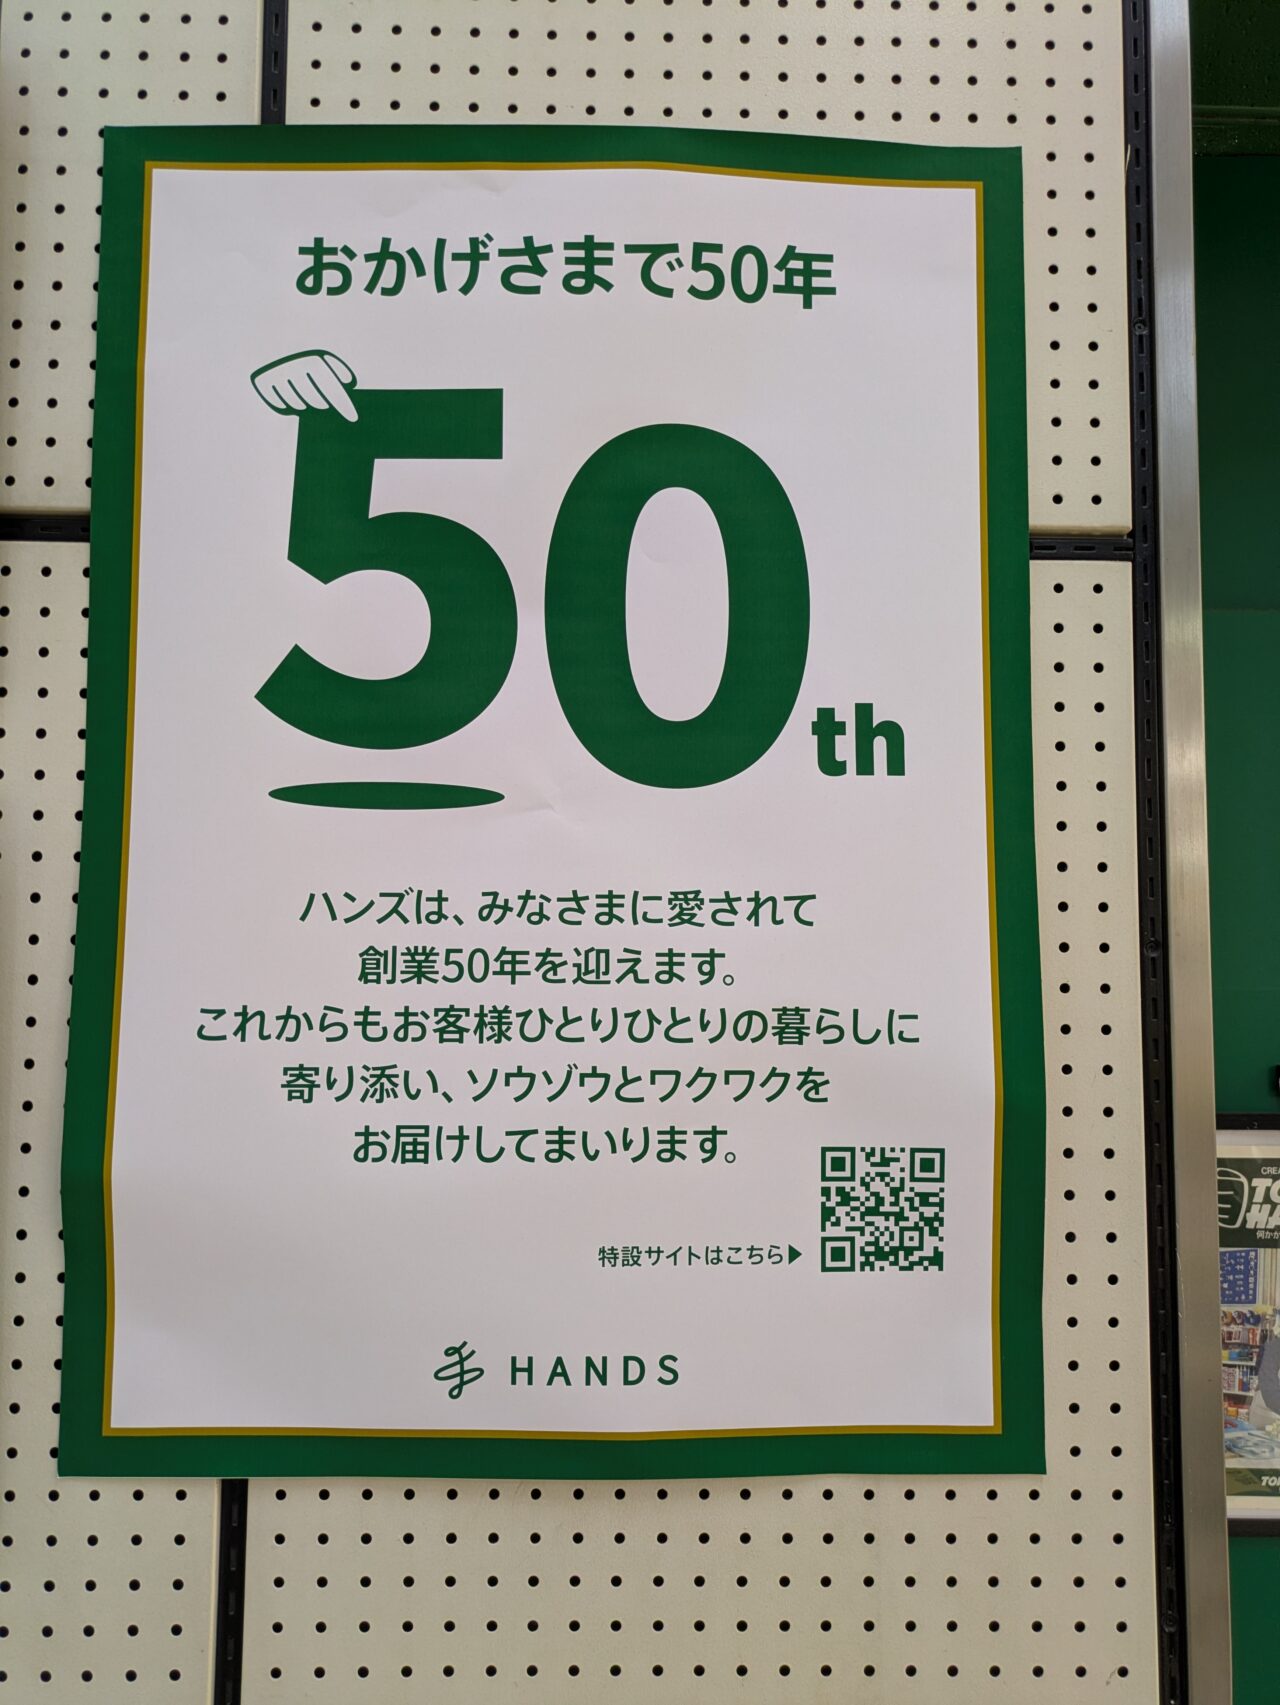 おかげさまで50年
50th
ハンズは、みなさまに愛されて
創業50年を迎えます。
これからもお客様ひとりひとりの暮らしに
寄り添い、ソウゾウとワクワクを
お届けしてまいります。
特設サイトはこちら▶
HANDS